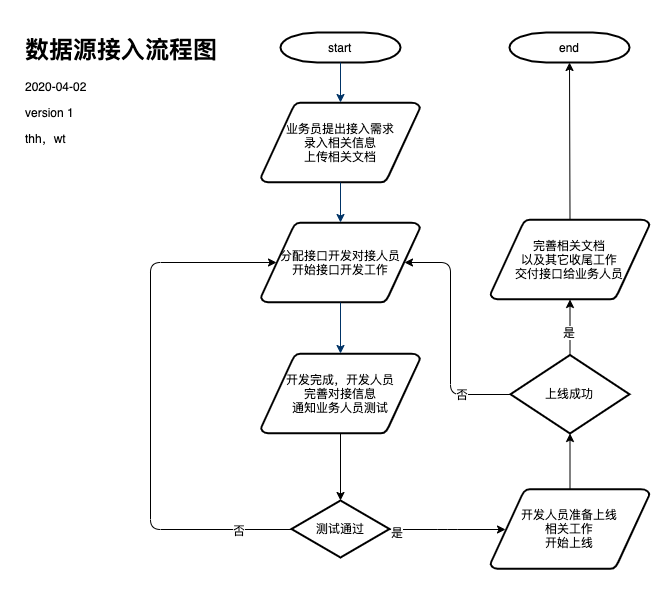 数据源接入流程图
2020-04-02
version 1
thh，wt
start
业务员提出接入需求
录入相关信息
上传相关文档
分配接口开发对接人员
开始接口开发工作
开发完成，开发人员
完善对接信息
通知业务人员测试
测试通过
否
是
开发人员准备上线
相关工作
开始上线
上线成功
否
是
完善相关文档
以及其它收尾工作
交付接口给业务人员
end